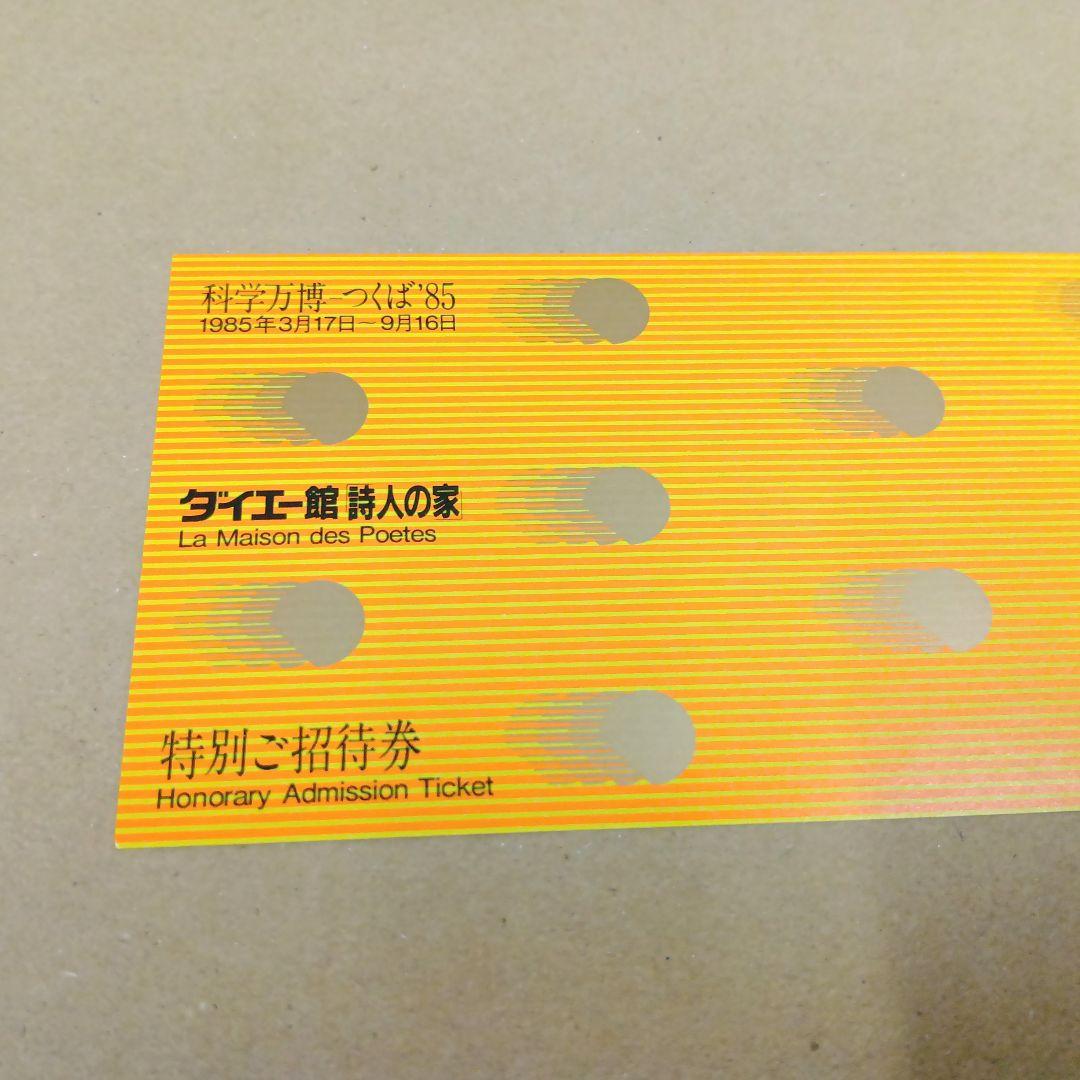 科学万博-つくば'85
1985年3月17日～9月16日
ダイエー館「詩人の家」
La Maison des Poetes
特別ご招待券
Honorary Admission Ticket